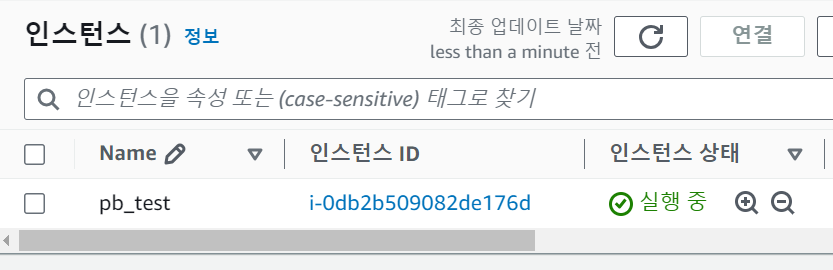 인스턴스 (1) 정보
최종 업데이트 날짜
less than a minute 전
연결
인스턴스을 속성 또는 (case-sensitive) 태그로 찾기
Name 인스턴스 ID 인스턴스 상태
pb_test i-0db2b509082de176d 실행 중